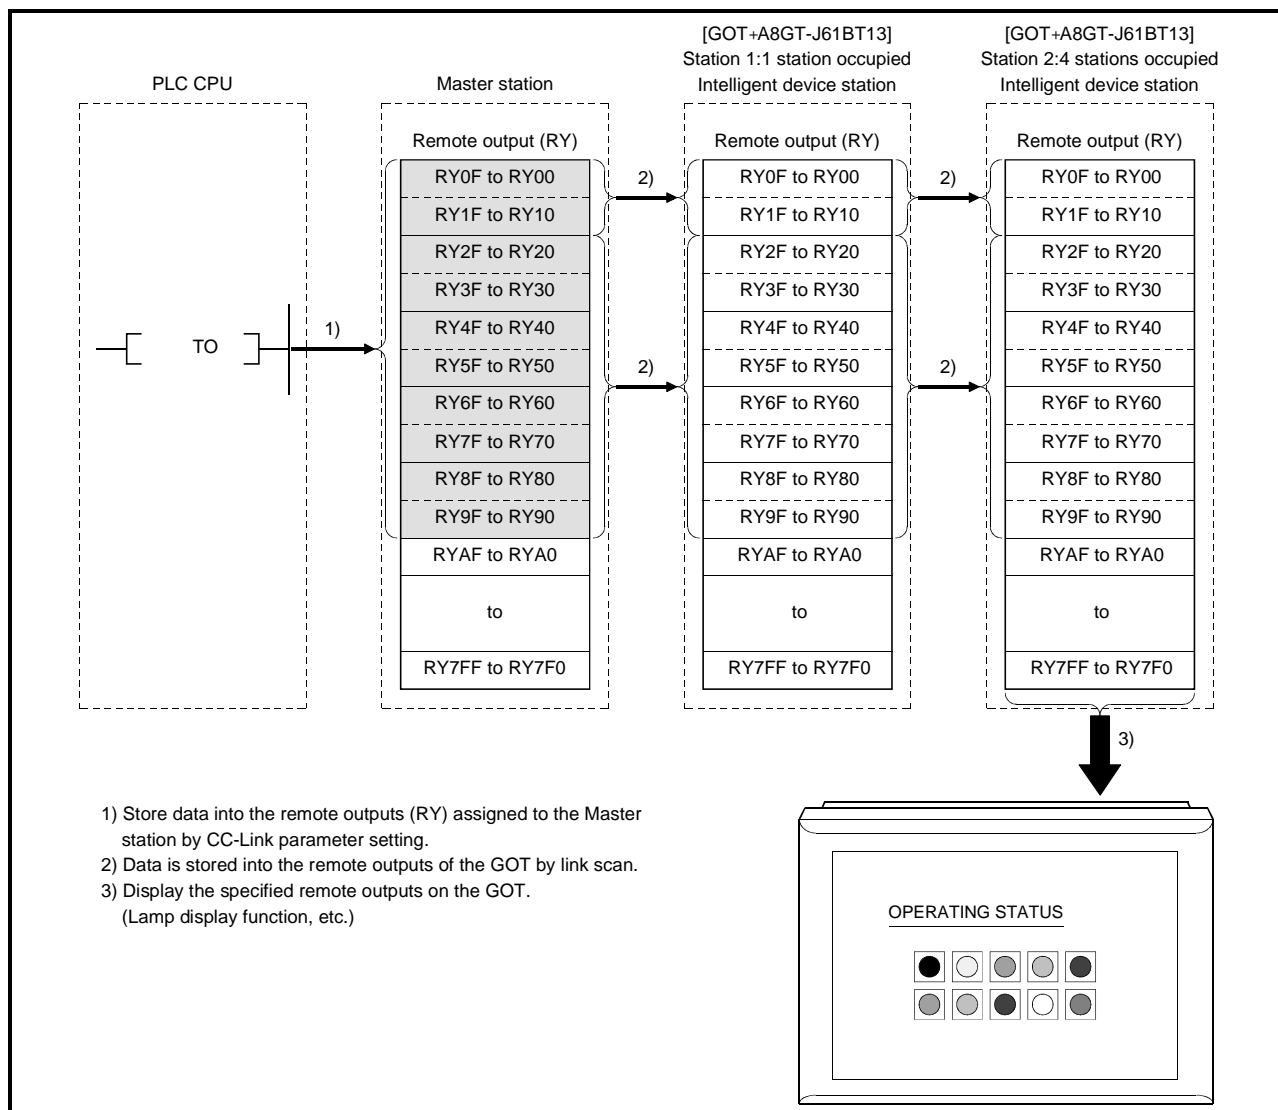 [GOT+A8GT-J61BT13]
Station 1:1 station occupied
Intelligent device station
[GOT+A8GT-J61BT13]
Station 2:4 stations occupied
Intelligent device station
PLC CPU
Master station
Remote output (RY)
RY0F to RY00
RY1F to RY10
RY2F to RY20
RY3F to RY30
RY4F to RY40
RY5F to RY50
RY6F to RY60
RY7F to RY70
RY8F to RY80
RY9F to RY90
RYAF to RYA0
to
RY7FF to RY7F0
Remote output (RY)
RY0F to RY00
RY1F to RY10
RY2F to RY20
RY3F to RY30
RY4F to RY40
RY5F to RY50
RY6F to RY60
RY7F to RY70
RY8F to RY80
RY9F to RY90
RYAF to RYA0
to
RY7FF to RY7F0
Remote output (RY)
RY0F to RY00
RY1F to RY10
RY2F to RY20
RY3F to RY30
RY4F to RY40
RY5F to RY50
RY6F to RY60
RY7F to RY70
RY8F to RY80
RY9F to RY90
RYAF to RYA0
to
RY7FF to RY7F0
TO
1)
2)
2)
2)
2)
3)
1) Store data into the remote outputs (RY) assigned to the Master
station by CC-Link parameter setting.
2) Data is stored into the remote outputs of the GOT by link scan.
3) Display the specified remote outputs on the GOT.
(Lamp display function, etc.)
OPERATING STATUS